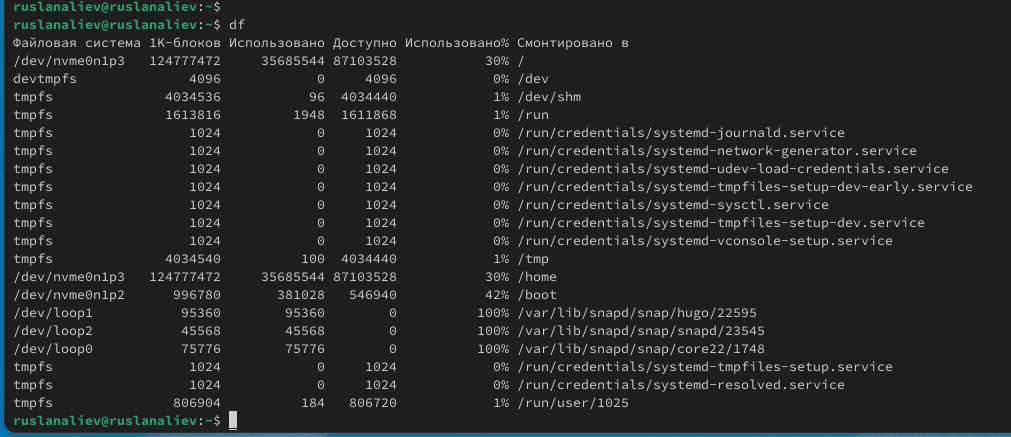 ruslanaliev@ruslanaliev:~$
ruslanaliev@ruslanaliev:~$ df
Файловая система 1K-блоков Использовано Доступно Использовано% Смонтировано в
/dev/nvme0n1p3 124777472 35685544 87103528 30% /
devtmpfs 4096 0 4096 0% /dev
tmpfs 4034536 96 4034440 1% /dev/shm
tmpfs 1613816 1948 1611868 1% /run
tmpfs 1024 0 1024 0% /run/credentials/systemd-journald.service
tmpfs 1024 0 1024 0% /run/credentials/systemd-network-generator.service
tmpfs 1024 0 1024 0% /run/credentials/systemd-udev-load-credentials.service
tmpfs 1024 0 1024 0% /run/credentials/systemd-tmpfiles-setup-dev-early.service
tmpfs 1024 0 1024 0% /run/credentials/systemd-sysctl.service
tmpfs 1024 0 1024 0% /run/credentials/systemd-tmpfiles-setup-dev.service
tmpfs 1024 0 1024 0% /run/credentials/systemd-vconsole-setup.service
tmpfs 4034540 100 4034440 1% /tmp
/dev/nvme0n1p3 124777472 35685544 87103528 30% /home
/dev/nvme0n1p2 996780 381028 546940 42% /boot
/dev/loop1 95360 95360 0 100% /var/lib/snapd/snap/hugo/22595
/dev/loop2 45568 45568 0 100% /var/lib/snapd/snap/snapd/23545
/dev/loop0 75776 75776 0 100% /var/lib/snapd/snap/core22/1748
tmpfs 1024 0 1024 0% /run/credentials/systemd-tmpfiles-setup.service
tmpfs 1024 0 1024 0% /run/credentials/systemd-resolved.service
tmpfs 806904 184 806720 1% /run/user/1025
ruslanaliev@ruslanaliev:~$